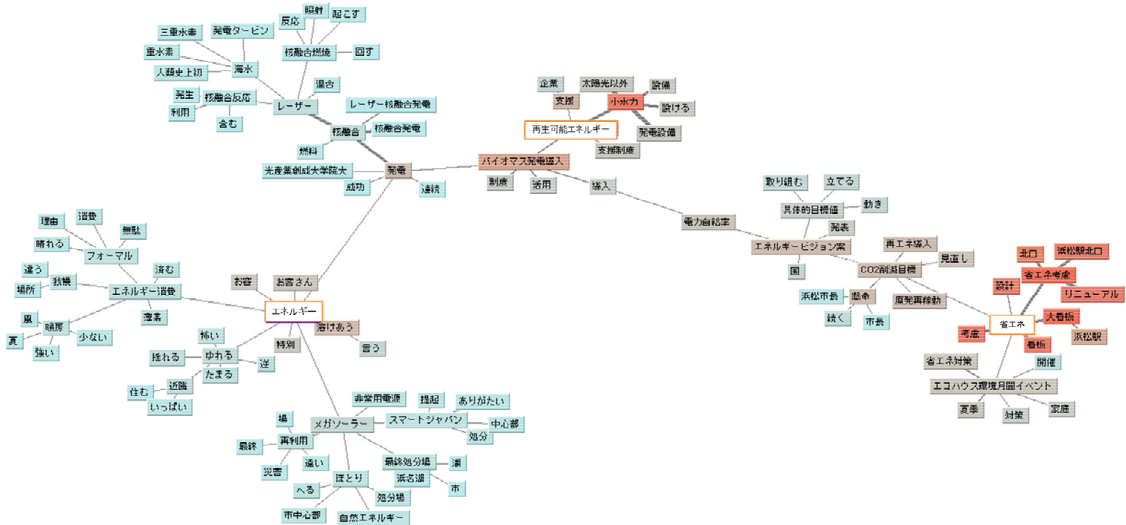 三重水素
発電タービン
反応
照射
起こす
重水素
海水
核融合燃焼
回す
人類史上初
発生
核融合反応
混合
利用
含む
レーザー
レーザー核融合発電
核融合
核融合発電
燃料
光産業創成大学院大
発電
成功
連続
企業
太陽光以外
設備
支援
小水力
設ける
再生可能エネルギー
発電設備
支援制度
バイオマス発電導入
制度
活用
導入
電力自給率
取り組む
立てる
具体的目標値
動き
発表
エネルギービジョン案
国
再エネ導入
見直し
CO2削減目標
浜松市長
懸命
原発再稼動
続く
市長
北口
浜松駅北口
省エネ考慮
設計
リニューアル
省エネ
大看板
考慮
看板
浜松駅
省エネ対策
開催
エコハウス環境月間イベント
夏季
対策
家庭
理由
消費
無駄
晴れる
フォーマル
違う
乾燥
済む
場所
エネルギー消費
暖房
夏
強い
少ない
お客
お客さん
エネルギー
溶けあう
特別
言う
怖い
揺れる
ゆれる
逆
たまる
住む
近隣
いっぱい
非常用電源
提起
ありがたい
メガソーラー
スマートジャパン
中心部
処分
場
再利用
最終
遠い
災害
最終処分場
湖
浜名湖
市
ほとり
へる
処分場
市中心部
自然エネルギー